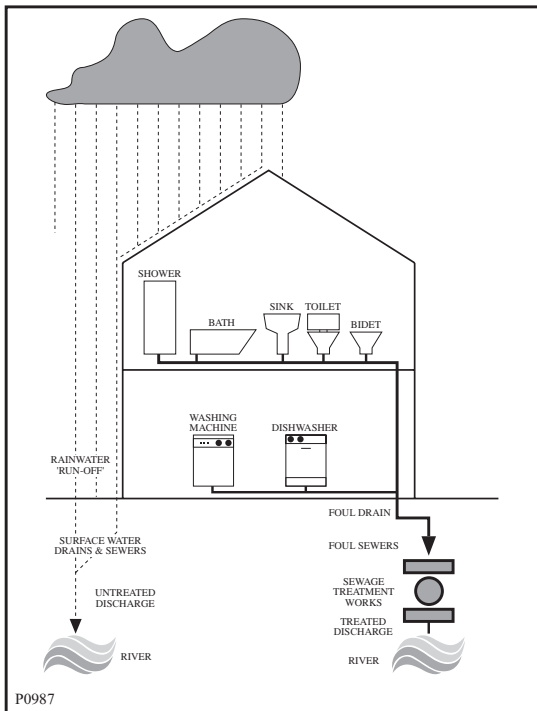 SHOWER
BATH
SINK
TOILET
BIDET
WASHING
MACHINE
DISHWASHER
RAINWATER
'RUN-OFF'
FOUL DRAIN
SURFACE WATER
DRAINS & SEWERS
FOUL SEWERS
SEWAGE
TREATMENT
WORKS
UNTREATED
DISCHARGE
TREATED
DISCHARGE
RIVER
RIVER
P0987